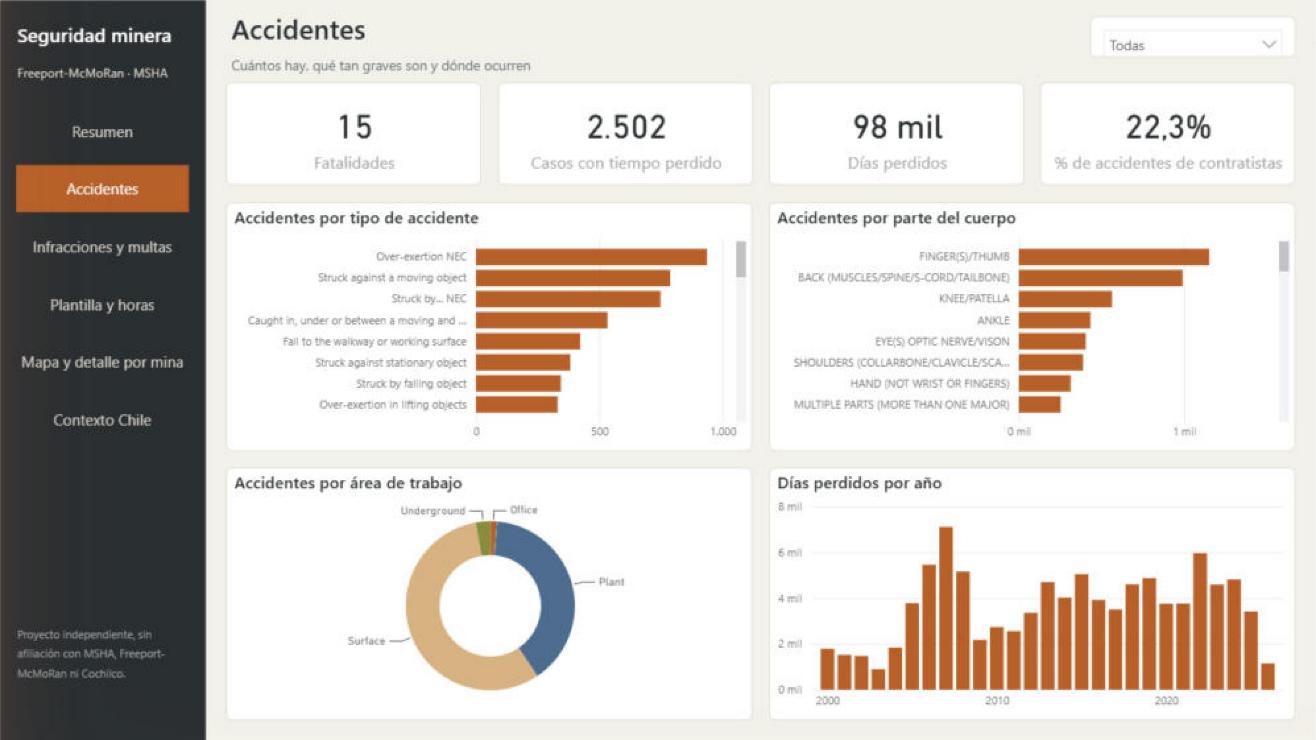 Seguridad minera
Freeport-McMoRan · MSHA
Resumen
Accidentes
Infracciones y multas
Plantilla y horas
Mapa y detalle por mina
Contexto Chile
Proyecto independiente, sin
afiliación con MSHA, Freeport-
McMoRan ni Cochilco.
Accidentes
Cuántos hay, qué tan graves son y dónde ocurren
Todas
15
Fatalidades
2.502
Casos con tiempo perdido
98 mil
Días perdidos
22,3%
% de accidentes de contratistas
Accidentes por tipo de accidente
Over-exertion NEC
Struck against a moving object
Struck by... NEC
Caught in, under or between a moving and ...
Fall to the walkway or working surface
Struck against stationary object
Struck by falling object
Over-exertion in lifting objects
0
500
1.000
Accidentes por parte del cuerpo
FINGER(S)/THUMB
BACK (MUSCLES/SPINE/S-CORD/TAILBONE)
KNEE/PATELLA
ANKLE
EYE(S) OPTIC NERVE/VISON
SHOULDERS (COLLARBONE/CLAVICLE/SCA...
HAND (NOT WRIST OR FINGERS)
MULTIPLE PARTS (MORE THAN ONE MAJOR)
0 mil
1 mil
Accidentes por área de trabajo
Underground
Office
Plant
Surface
Días perdidos por año
8 mil
6 mil
4 mil
2 mil
0 mil
2000
2010
2020